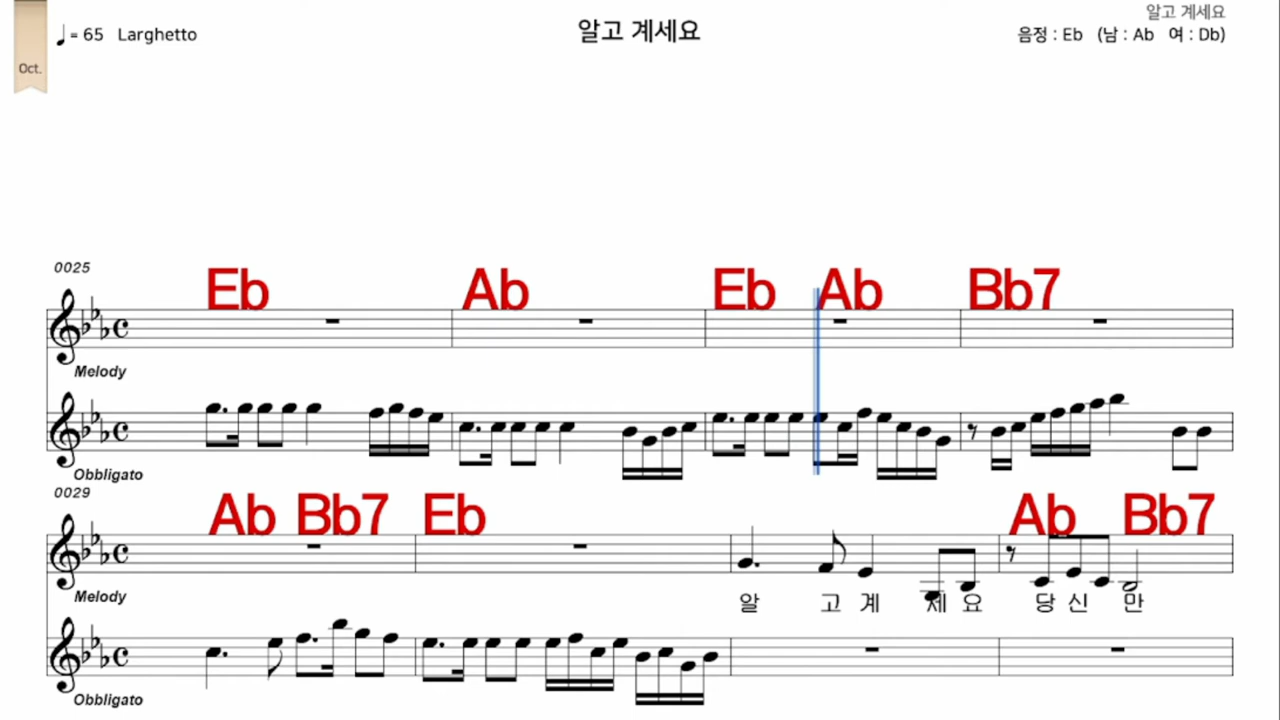 알고 계세요
♩= 65 Larghetto
알고 계세요
음정 : Eb (남 : Ab 여 : Db)
Oct.
0025
Eb Ab Eb Ab Bb7
Melody
Obbligato
0029
Ab Bb7 Eb Ab Bb7
Melody
알 고 계 세 요 당 신 만
Obbligato